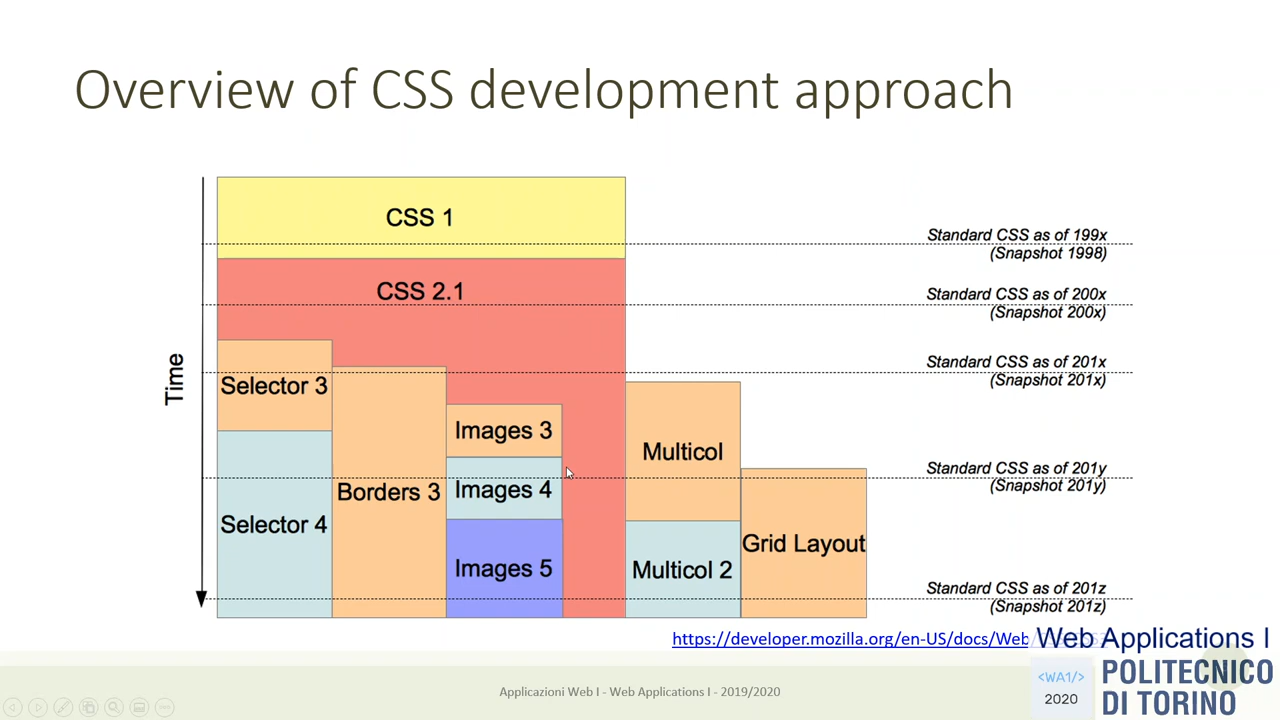 Overview of CSS development approach
CSS 1
Standard CSS as of 199x
(Snapshot 1998)
CSS 2.1
Standard CSS as of 200x
(Snapshot 200x)
Time
Selector 3
Standard CSS as of 201x
(Snapshot 201x)
Images 3
Multicol
Borders 3
Images 4
Standard CSS as of 201y
(Snapshot 201y)
Selector 4
Grid Layout
Images 5
Multicol 2
Standard CSS as of 201z
(Snapshot 201z)
https://developer.mozilla.org/en-US/docs/Web
Web Applications I
<WA1/>
2020
POLITECNICO
DI TORINO
Applicazioni Web I - Web Applications I - 2019/2020